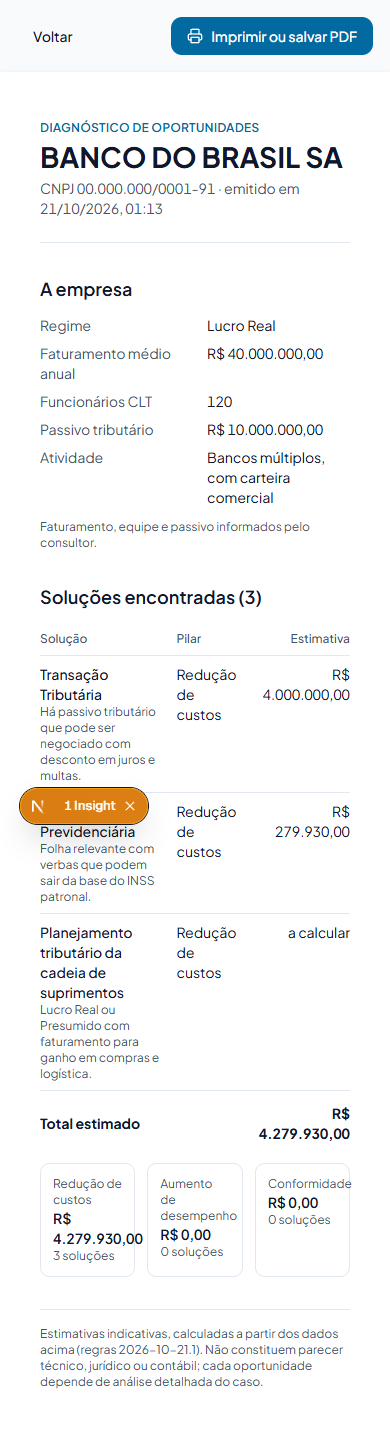 Voltar
Imprimir ou salvar PDF
DIAGNÓSTICO DE OPORTUNIDADES
BANCO DO BRASIL SA
CNPJ 00.000.000/0001-91 · emitido em
21/10/2026, 01:13
A empresa
Regime
Lucro Real
Faturamento médio
anual
R$ 40.000.000,00
Funcionários CLT
120
Passivo tributário
R$ 10.000.000,00
Atividade
Bancos múltiplos,
com carteira
comercial
Faturamento, equipe e passivo informados pelo
consultor.
Soluções encontradas (3)
Solução
Pilar
Estimativa
Transação
Tributária
Há passivo tributário
que pode ser
negociado com
desconto em juros e
multas.
Redução
de
custos
R$
4.000.000,00
N
1 Insight
Previdenciária
Folha relevante com
verbas que podem
sair da base do INSS
patronal.
Redução
de
custos
R$
279.930,00
Planejamento
tributário da
cadeia de
suprimentos
Lucro Real ou
Presumido com
faturamento para
ganho em compras e
logística.
Redução
de
custos
a calcular
Total estimado
R$
4.279.930,00
Redução de
custos
R$
4.279.930,00
3 soluções
Aumento
de
desempenho
R$ 0,00
0 soluções
Conformidade
R$ 0,00
0 soluções
Estimativas indicativas, calculadas a partir dos dados
acima (regras 2026-10-21.1). Não constituem parecer
técnico, jurídico ou contábil; cada oportunidade
depende de análise detalhada do caso.